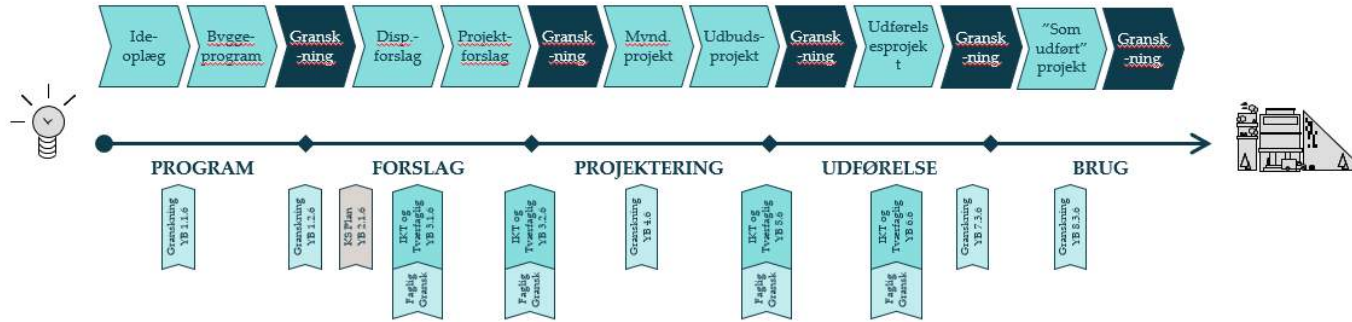 Ide-
oplæg
Bygge-
program
Gransk
-ning
Disp.-
forslag
Projekt-
forslag
Gransk
-ning
Mynd.
projekt
Udbuds-
projekt
Gransk
-ning
Udførels
esprojek
t
Gransk
-ning
”Som
udført”
projekt
Gransk
-ning
PROGRAM
FORSLAG
PROJEKTERING
UDFØRELSE
BRUG
Granskning
YB 1.1.6
Granskning
YB 1.2.6
KS Plan
YB 2.1.6
IKT og
Tværfaglig
YB 3.1.6
Faglig
Gransk
IKT og
Tværfaglig
YB 3.2.6
Faglig
Gransk
Granskning
YB 4.6
IKT og
Tværfaglig
YB 5.6
Faglig
Gransk
IKT og
Tværfaglig
YB 6.6
Faglig
Gransk
Granskning
YB 7.3.6
Granskning
YB 8.3.6